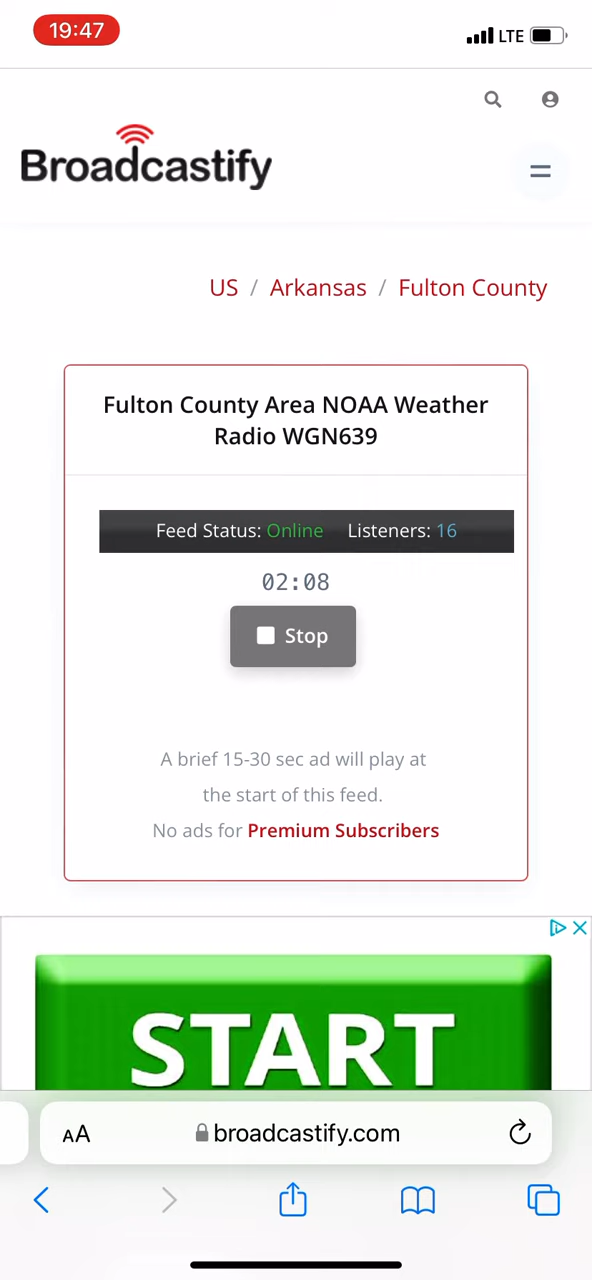 19:47
LTE
Broadcastify
US / Arkansas / Fulton County
Fulton County Area NOAA Weather
Radio WGN639
Feed Status: Online Listeners: 16
02:08
Stop
A brief 15-30 sec ad will play at
the start of this feed.
No ads for Premium Subscribers
START
AA broadcastify.com